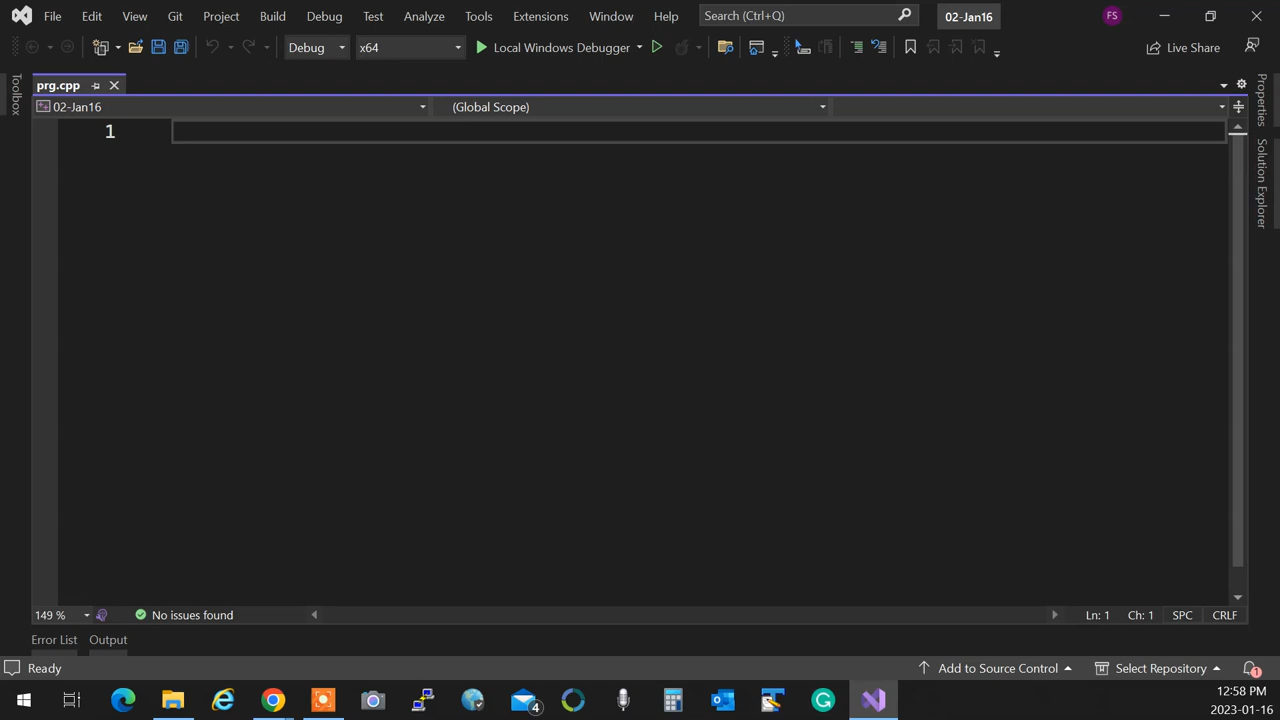 File Edit View Git Project Build Debug Test Analyze Tools Extensions Window Help Search (Ctrl+Q) 02-Jan16 FS
Debug x64 Local Windows Debugger Live Share
prg.cpp
02-Jan16 (Global Scope)
1
Toolbox
Properties
Solution Explorer
149 % No issues found Ln: 1 Ch: 1 SPC CRLF
Error List Output
Ready Add to Source Control Select Repository 1
4
12:58 PM
2023-01-16